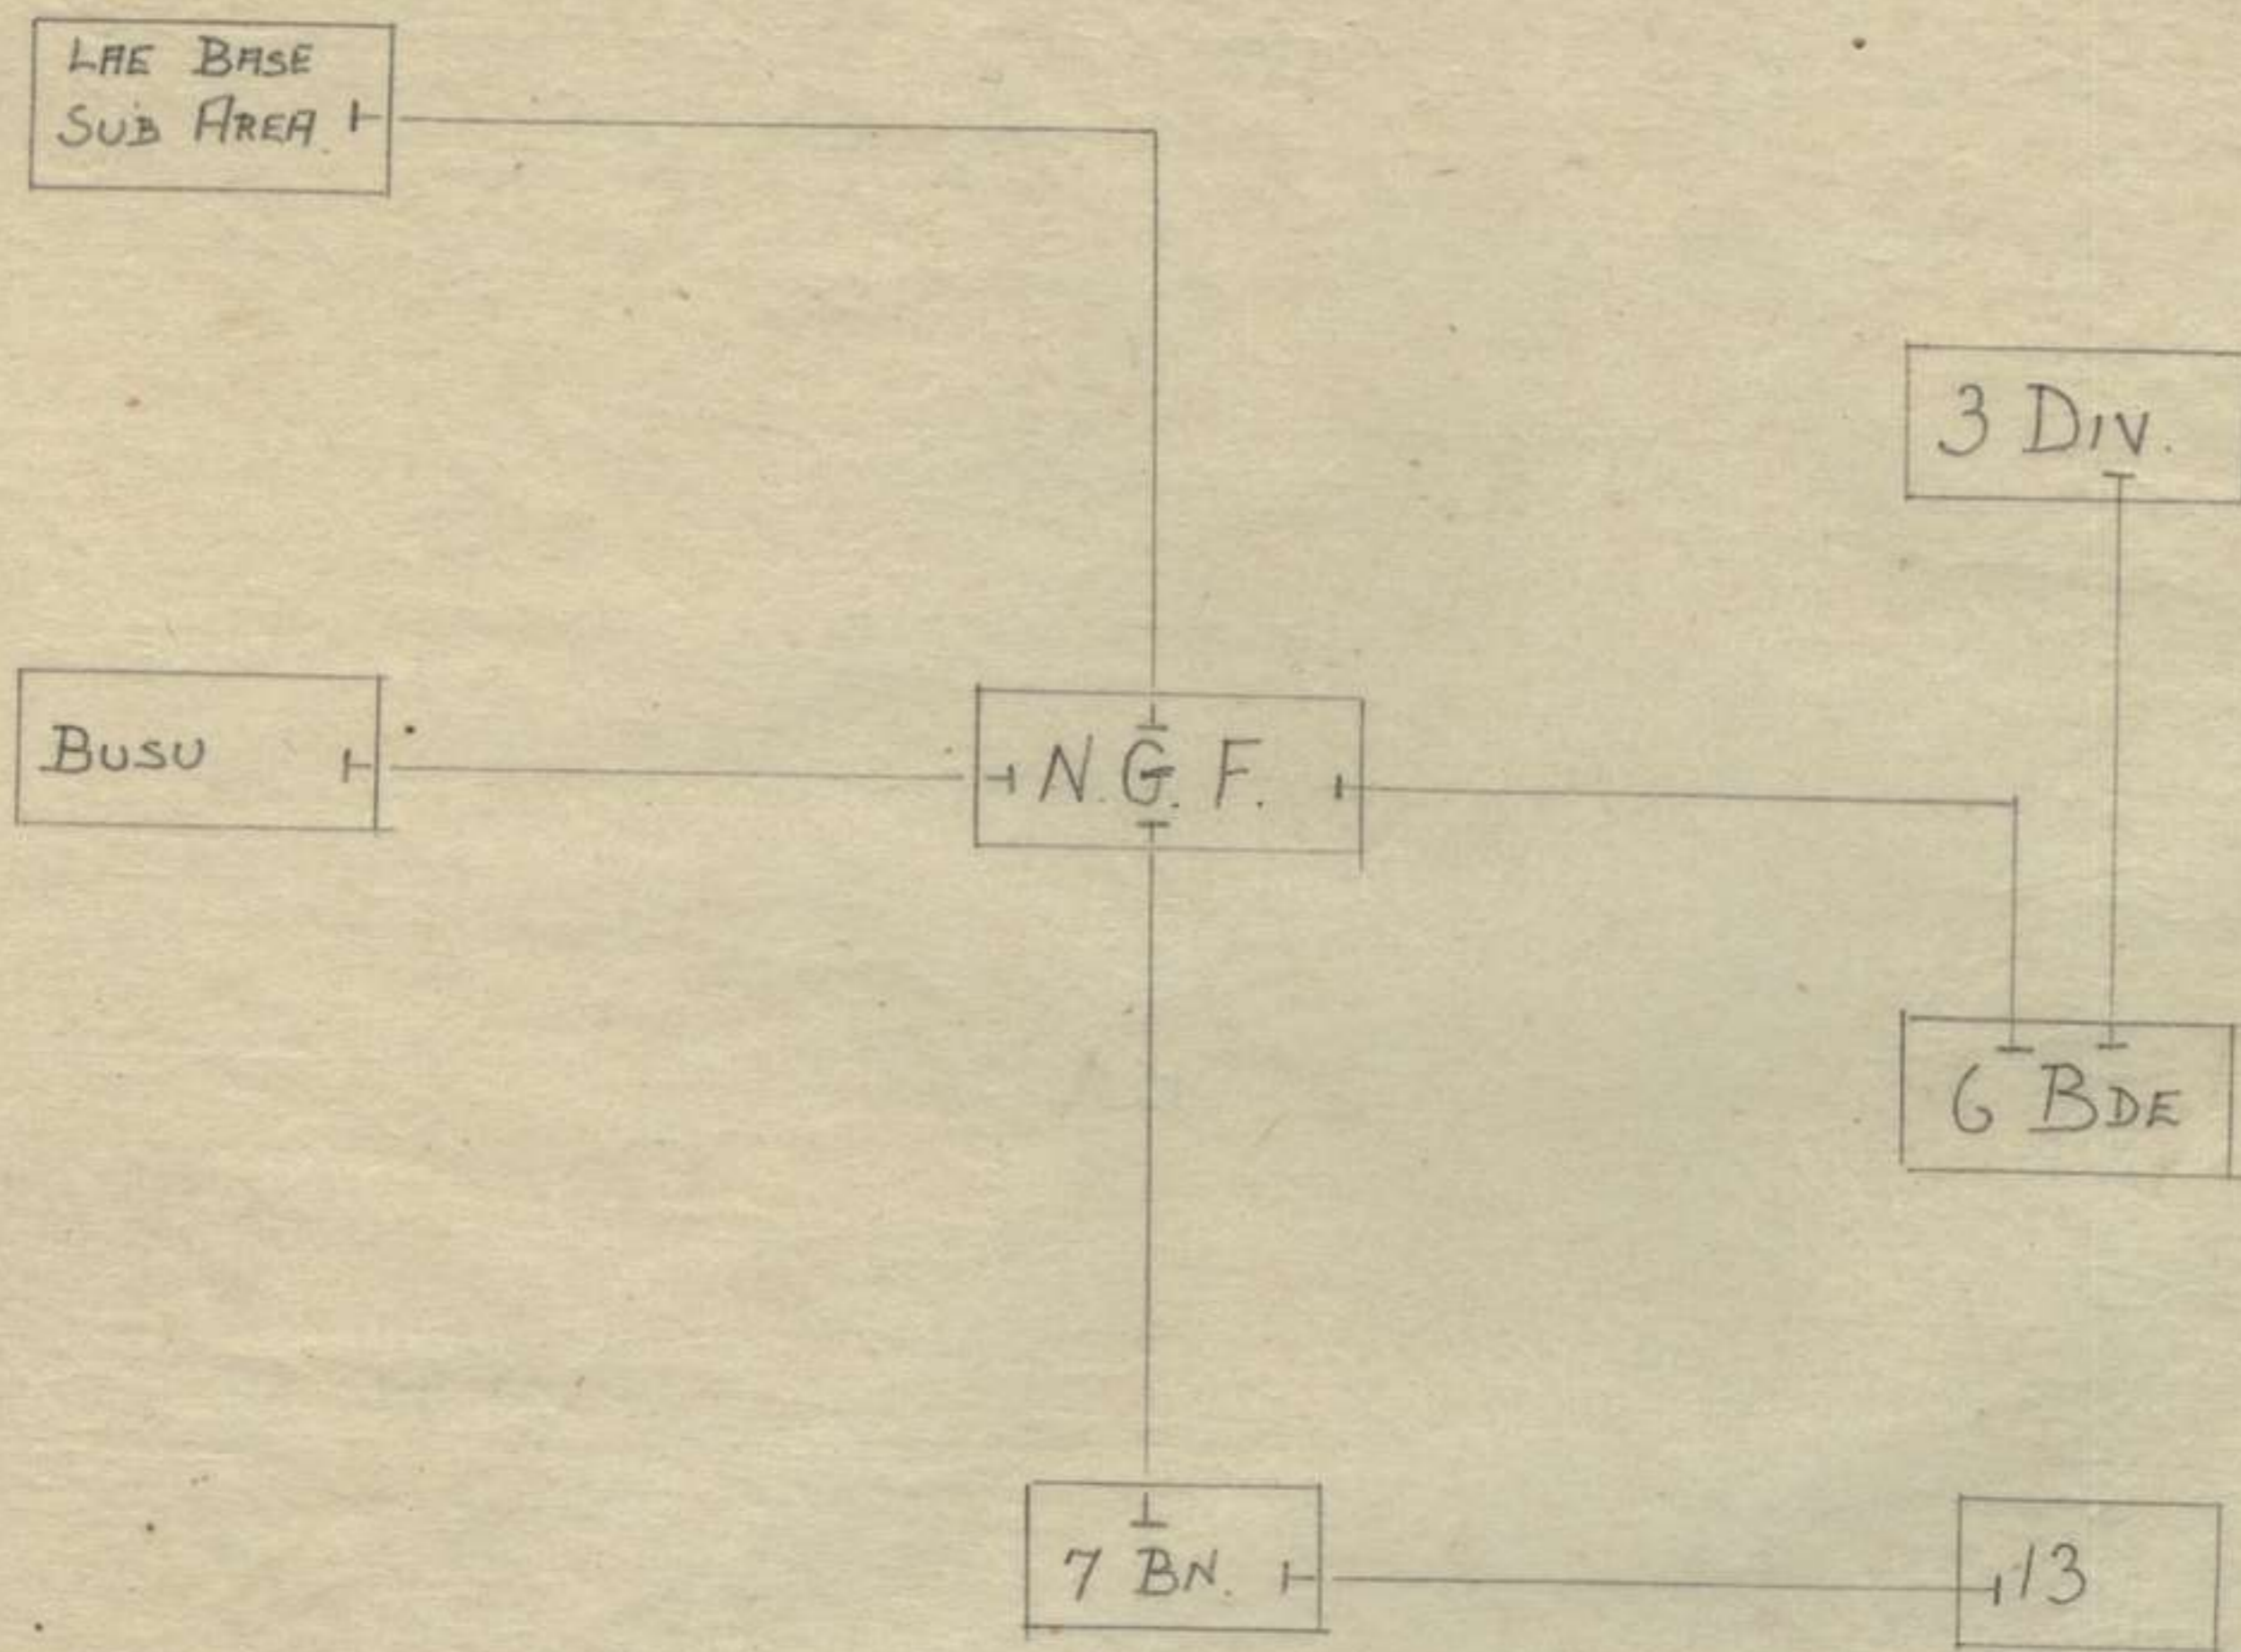 LAE BASE
SUB AREA
3 DIV.
BUSU
N. G. F.
6 BDE
7 BN.
13